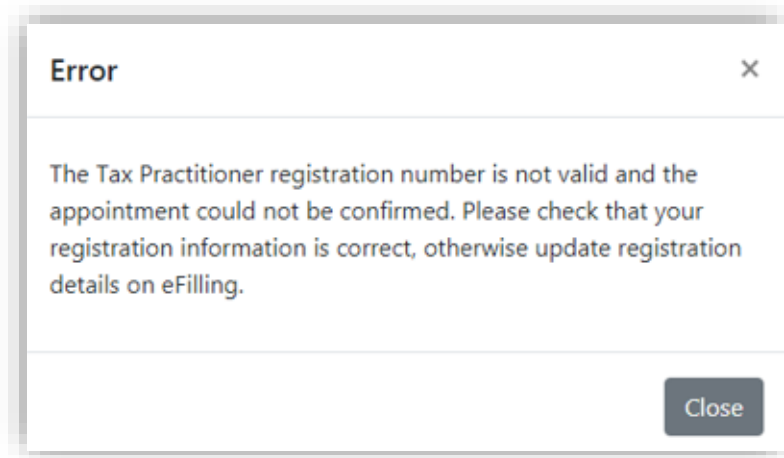 Error
×
The Tax Practitioner registration number is not valid and the
appointment could not be confirmed. Please check that your
registration information is correct, otherwise update registration
details on eFilling.
Close